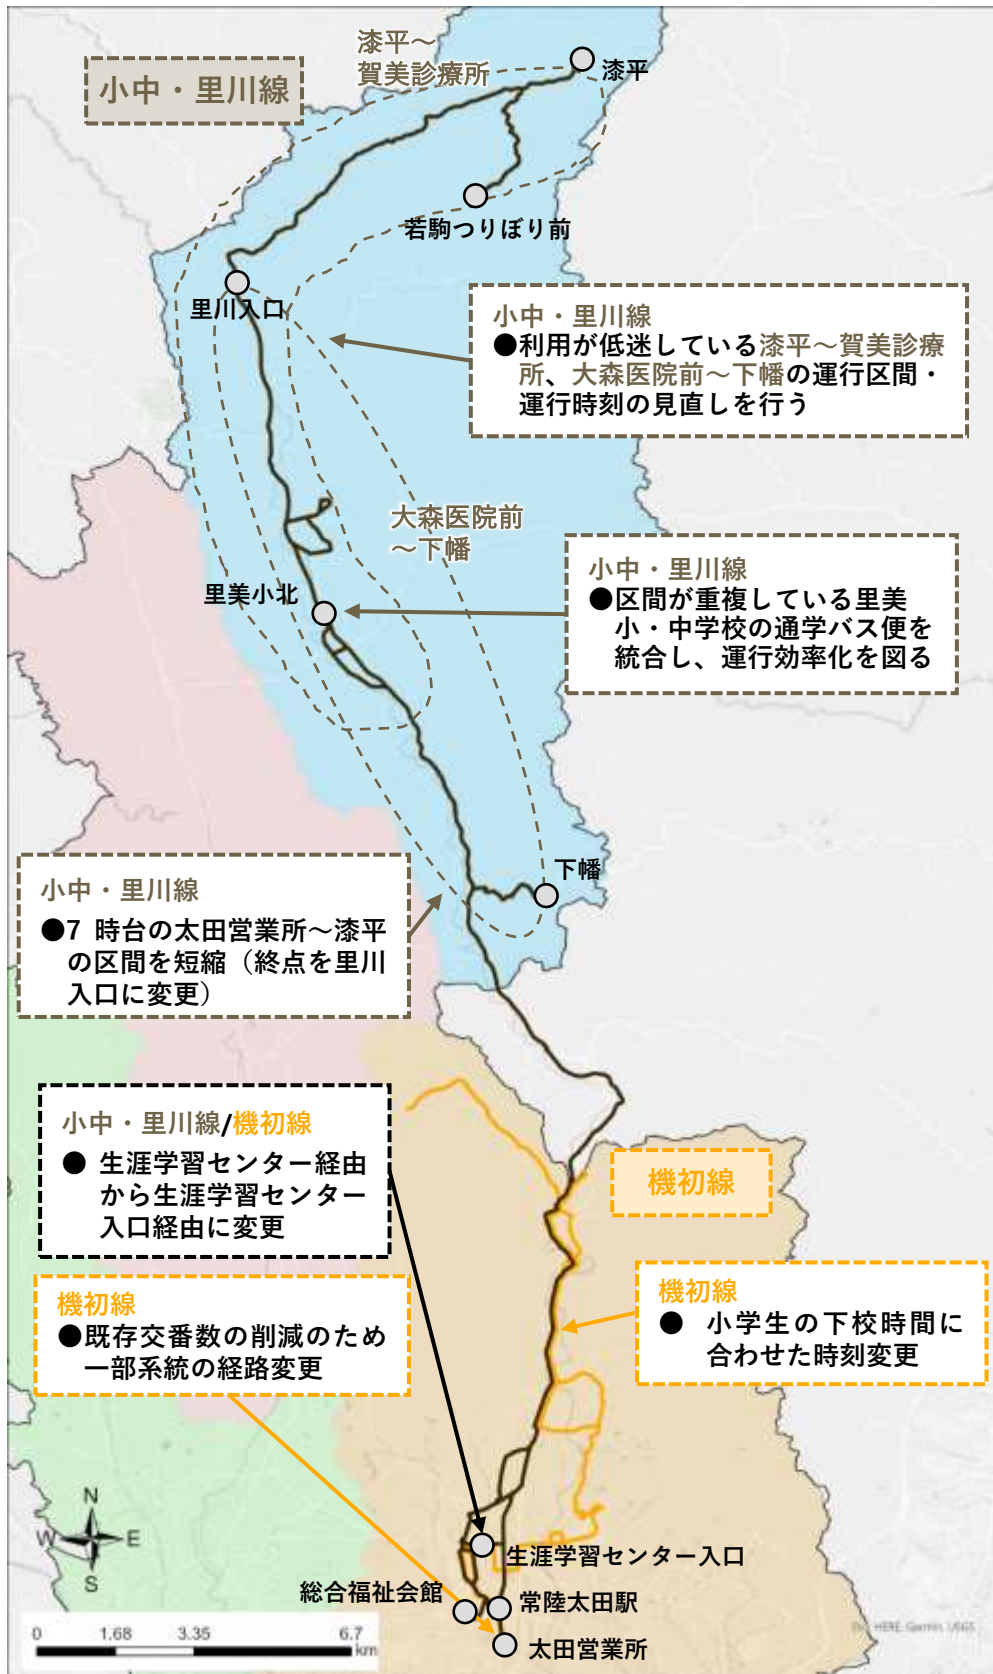 漆平～
賀美診療所
小中・里川線
漆平
若駒つりぼり前
里川入口
小中・里川線
●利用が低迷している漆平～賀美診療
所、大森医院前～下幡の運行区間・
運行時刻の見直しを行う
大森医院前
～下幡
里美小北
小中・里川線
●区間が重複している里美
小・中学校の通学バス便を
統合し、運行効率化を図る
下幡
小中・里川線
●7 時台の太田営業所～漆平
の区間を短縮（終点を里川
入口に変更）
小中・里川線/機初線
● 生涯学習センター経由
から生涯学習センター
入口経由に変更
機初線
機初線
●既存交番数の削減のため
一部系統の経路変更
機初線
● 小学生の下校時間に
合わせた時刻変更
N
W E
S
生涯学習センター入口
総合福祉会館
常陸太田駅
太田営業所
0 1.68 3.35 6.7
km
Esri, HERE, Garmin, USGS